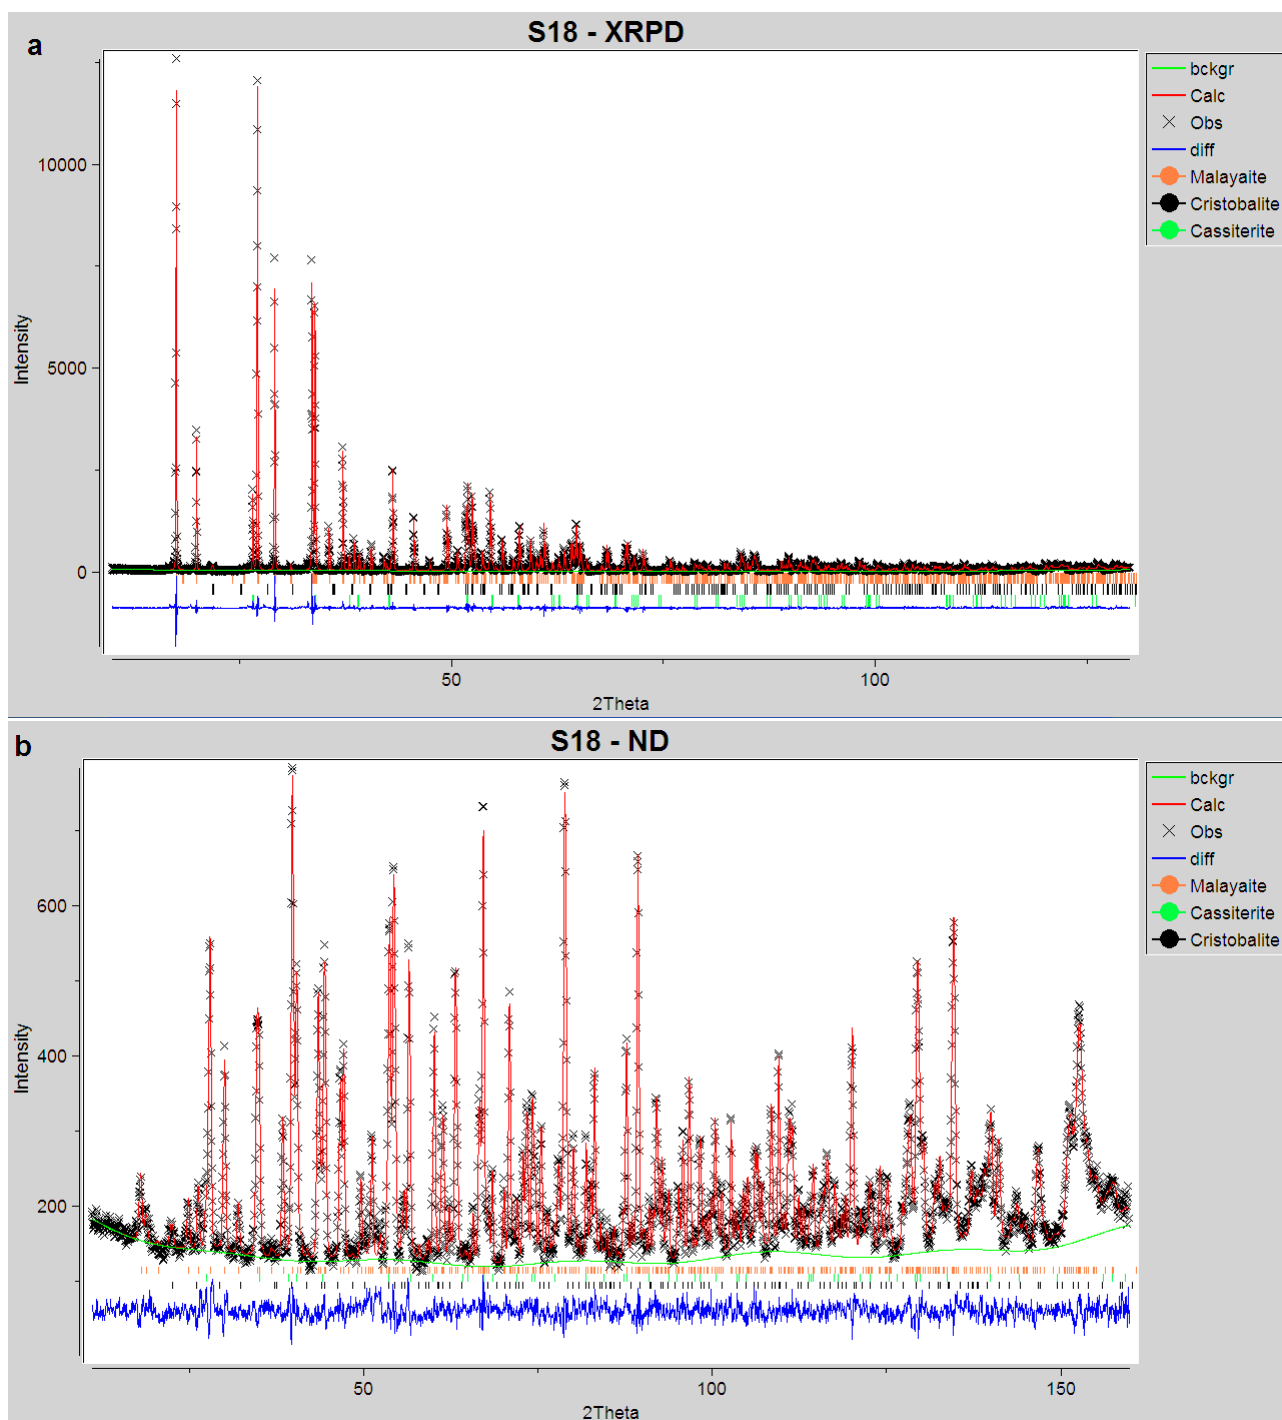 a
S18 - XRPD
bckgr
Calc
Obs
diff
Malayaite
Cristobalite
Cassiterite
10000
5000
0
Intensity
50
100
2Theta
b
S18 - ND
bckgr
Calc
Obs
diff
Malayaite
Cassiterite
Cristobalite
600
400
200
Intensity
50
100
150
2Theta